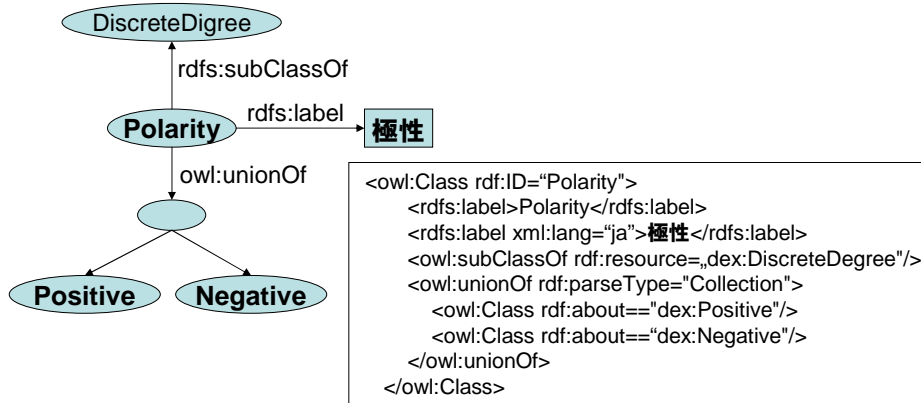 DiscreteDigree
rdfs:subClassOf
rdfs:label
Polarity
極性
owl:unionOf
Positive
Negative
<owl:Class rdf:ID=“Polarity">
<rdfs:label>Polarity</rdfs:label>
<rdfs:label xml:lang=“ja”>極性</rdfs:label>
<owl:subClassOf rdf:resource=„dex:DiscreteDegree"/>
<owl:unionOf rdf:parseType="Collection">
<owl:Class rdf:about=="dex:Positive"/>
<owl:Class rdf:about==“dex:Negative"/>
</owl:unionOf>
</owl:Class>